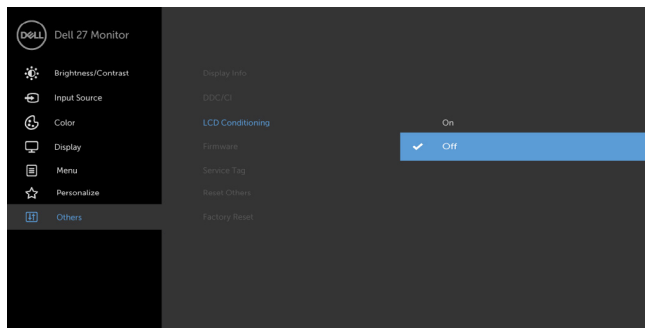 DELL Dell 27 Monitor
Brightness/Contrast
Display Info
Input Source
DDC/CI
Color
LCD Conditioning
On
Display
Firmware
Off
Menu
Service Tag
Personalize
Reset Others
Others
Factory Reset